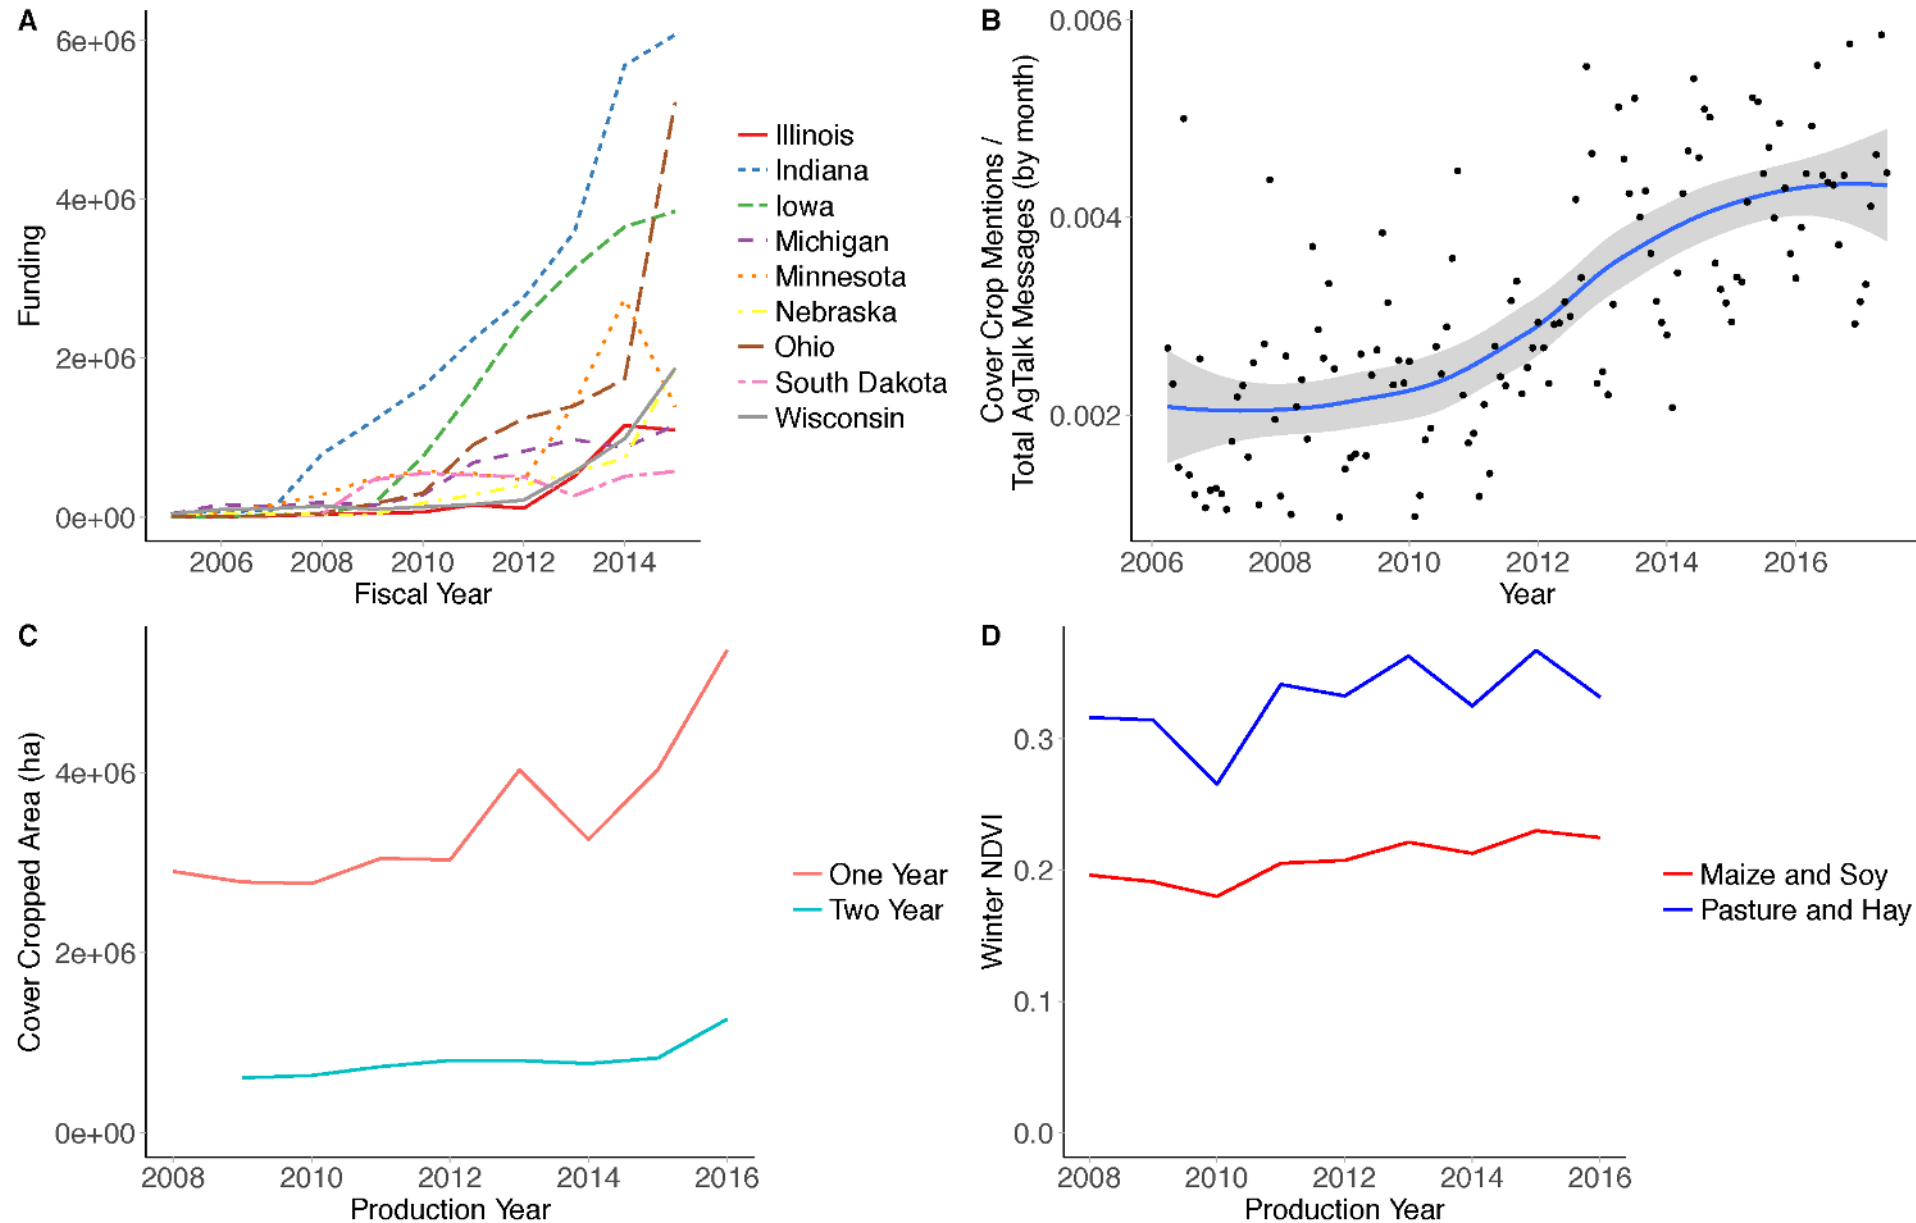 A
Funding
6e+06
4e+06
2e+06
0e+00
2006 2008 2010 2012 2014
Fiscal Year
Illinois
Indiana
Iowa
Michigan
Minnesota
Nebraska
Ohio
South Dakota
Wisconsin
B
Cover Crop Mentions /
Total AgTalk Messages (by month)
0.006
0.004
0.002
2006 2008 2010 2012 2014 2016
Year
C
Cover Cropped Area (ha)
4e+06
2e+06
0e+00
2008 2010 2012 2014 2016
Production Year
One Year
Two Year
D
Winter NDVI
0.3
0.2
0.1
0.0
2008 2010 2012 2014 2016
Production Year
Maize and Soy
Pasture and Hay